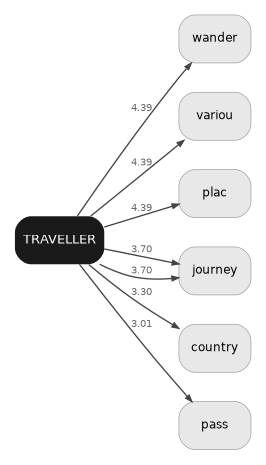 wander
4.39
variou
4.39
plac
4.39
TRAVELLER
3.70
journey
3.70
3.30
country
3.01
pass